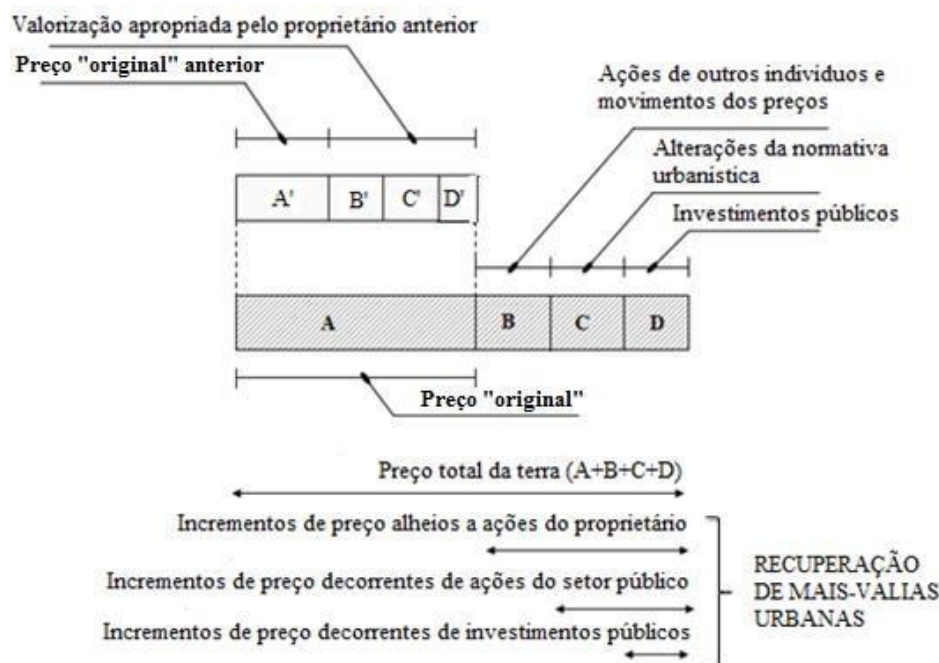 Valorização apropriada pelo proprietário anterior
Preço "original" anterior
Ações de outros individuos e
movimentos dos preços
Alterações da normativa
urbanística
Investimentos públicos
A' B' C' D'
A B C D
Preço "original"
Preço total da terra (A+B+C+D)
Incrementos de preço alheios a ações do proprietário
Incrementos de preço decorrentes de ações do setor público
Incrementos de preço decorrentes de investimentos públicos
RECUPERAÇÃO
DE MAIS-VALIAS
URBANAS